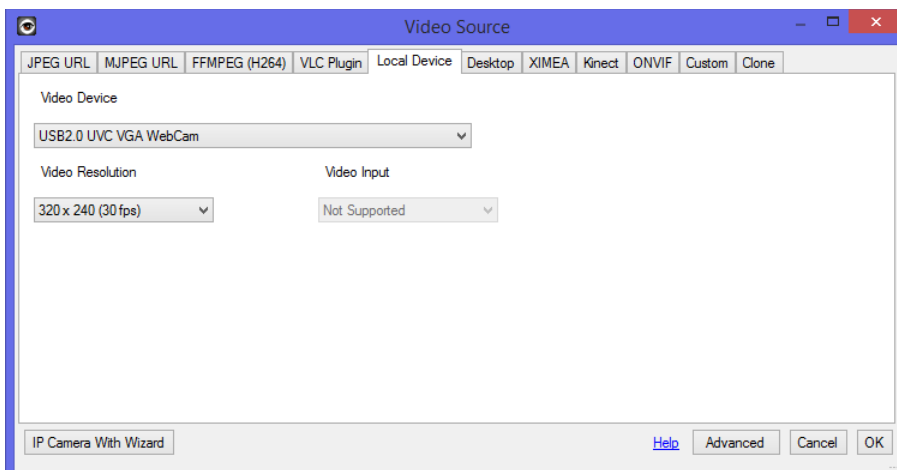 Video Source
JPEG URL MJPEG URL FFMPEG (H264) VLC Plugin Local Device Desktop XIMEA Kinect ONVIF Custom Clone
Video Device
USB2.0 UVC VGA WebCam
Video Resolution Video Input
320 x 240 (30 fps) Not Supported
IP Camera With Wizard Help Advanced Cancel OK